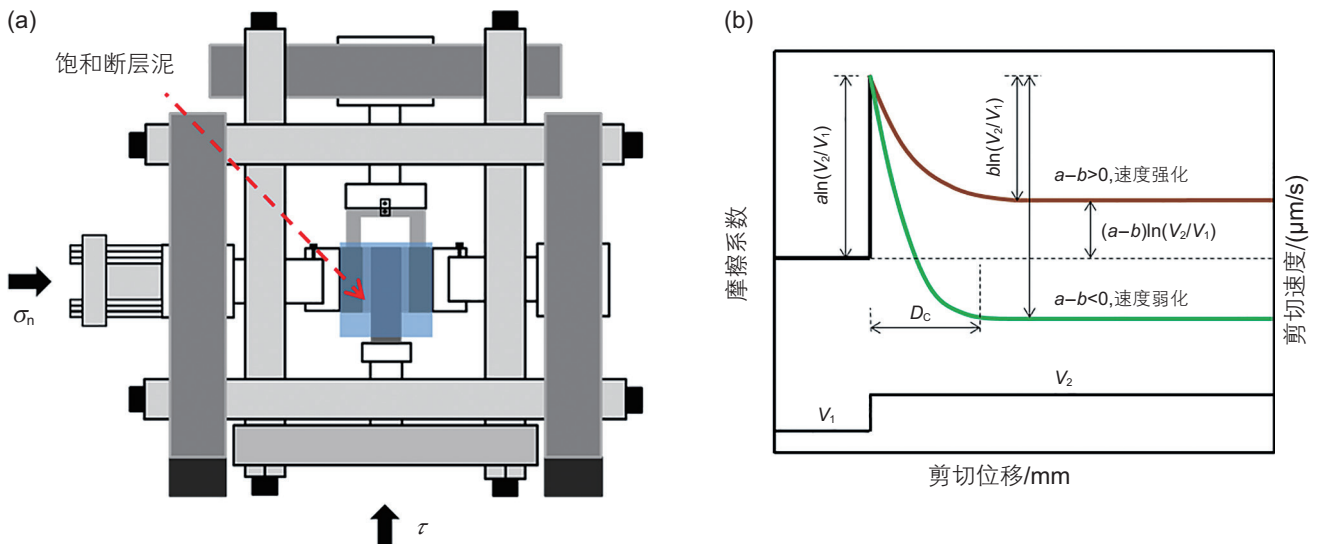 (a)
饱和断层泥
σn
τ
(b)
摩擦系数
aln(V2/V1)
bln(V2/V1)
a−b>0,速度强化
(a−b)ln(V2/V1)
a−b<0,速度弱化
DC
V1
V2
剪切速度/(μm/s)
剪切位移/mm